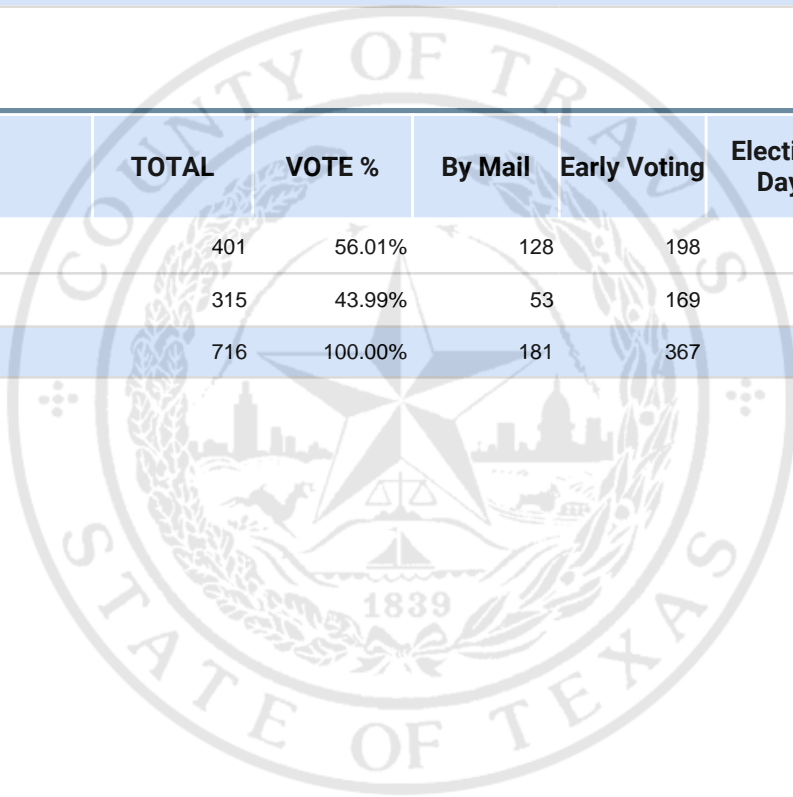 COUNTY OF TRAVIS
TOTAL VOTE % By Mail Early Voting
401 56.01% 128 198
315 43.99% 53 169
716 100.00% 181 367
1839
STATE OF TEXAS